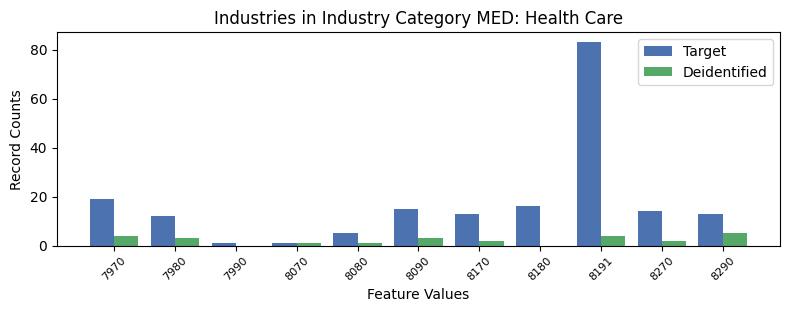 Industries in Industry Category MED: Health Care
Target
Deidentified
Record Counts
80
60
40
20
0
7970 7980 7990 8070 8080 8090 8170 8180 8191 8270 8290
Feature Values